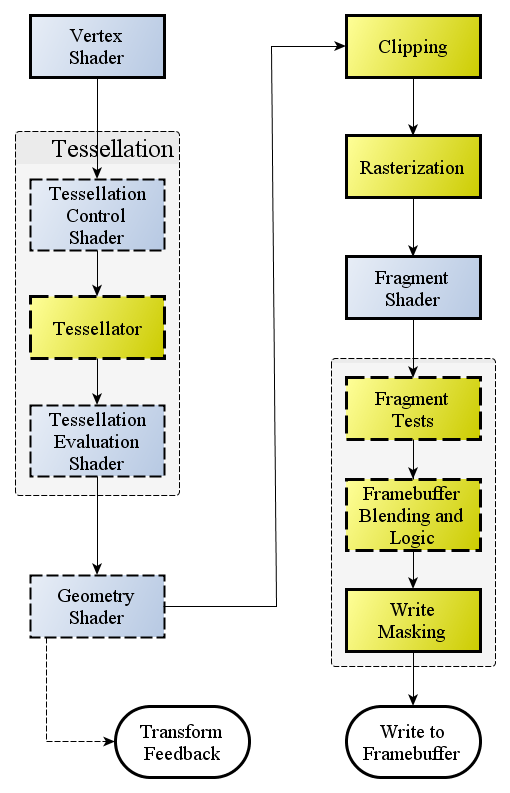 Vertex
Shader
Tessellation
Tessellation
Control
Shader
Tessellator
Tessellation
Evaluation
Shader
Geometry
Shader
Transform
Feedback
Clipping
Rasterization
Fragment
Shader
Fragment
Tests
Framebuffer
Blending and
Logic
Write
Masking
Write to
Framebuffer